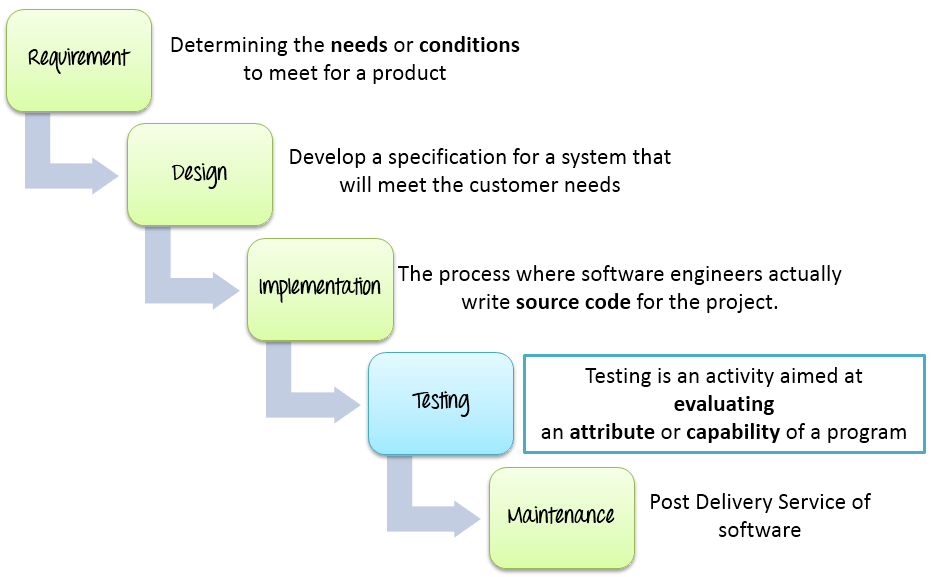 Requirement
Determining the needs or conditions
to meet for a product
Design
Develop a specification for a system that
will meet the customer needs
Implementation
The process where software engineers actually
write source code for the project.
Testing
Testing is an activity aimed at
evaluating
an attribute or capability of a program
Maintenance
Post Delivery Service of
software